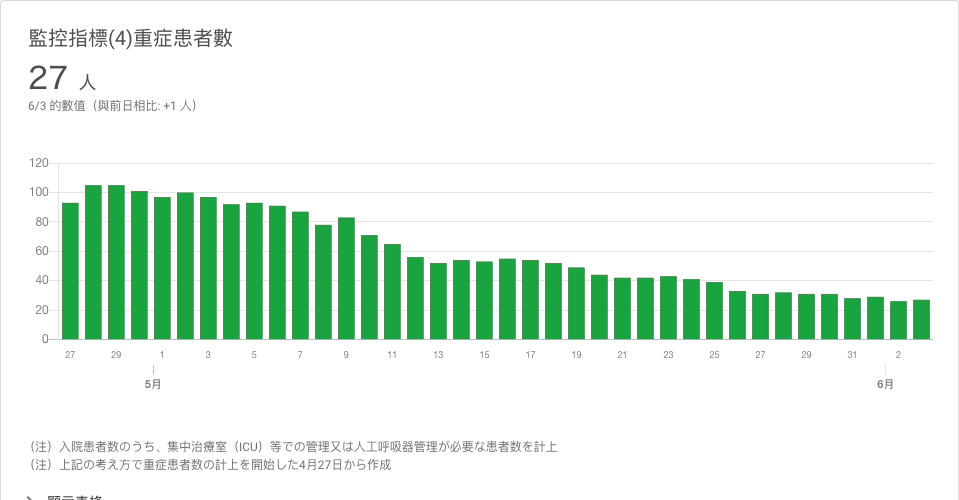 監控指標(4)重症患者數
27 人
6/3 的數值（與前日相比: +1 人）
120
100
80
60
40
20
0
27 29 1 3 5 7 9 11 13 15 17 19 21 23 25 27 29 31 2
5月 6月
（注）入院患者数のうち、集中治療室（ICU）等での管理又は人工呼吸器管理が必要な患者数を計上
（注）上記の考え方で重症患者数の計上を開始した4月27日から作成